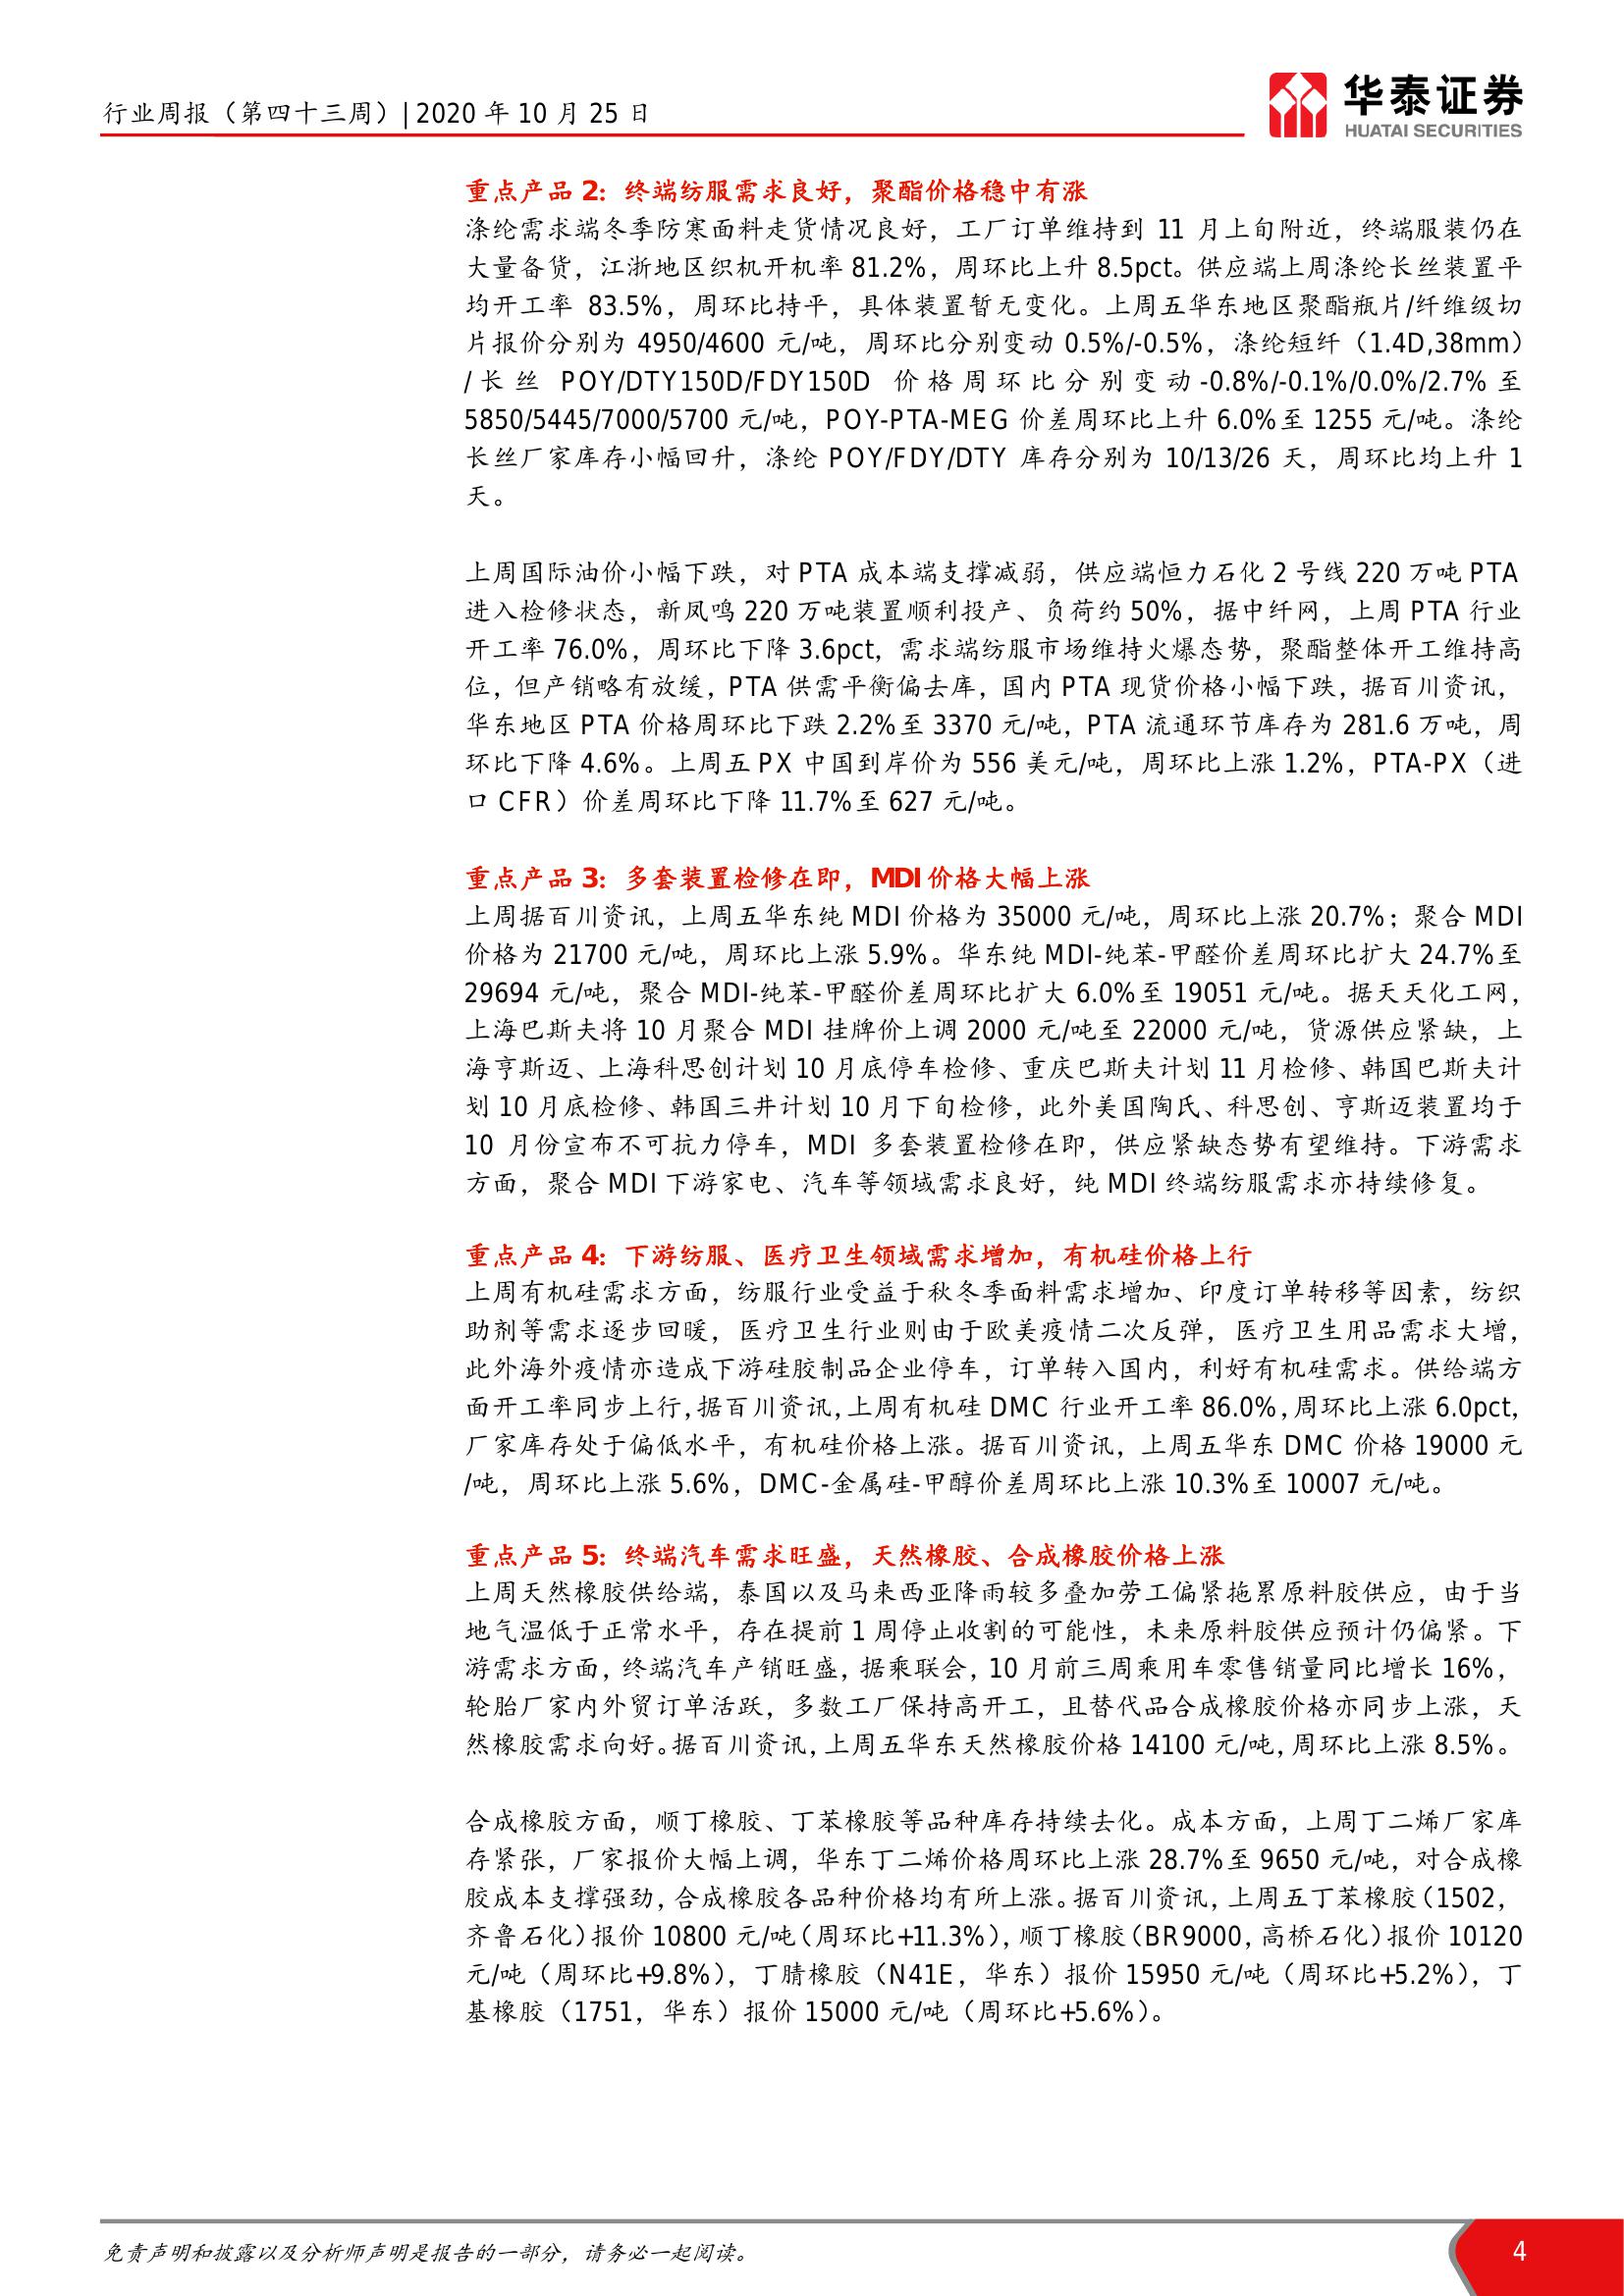 行业周报（第四十三周）| 2020 年 10 月 25 日
华泰证券
HUATAI SECURITIES
重点产品 2：终端纺服需求良好，聚酯价格稳中有涨
涤纶需求端冬季防寒面料走货情况良好，工厂订单维持到 11 月上旬附近，终端服装仍在
大量备货，江浙地区织机开机率 81.2%，周环比上升 8.5pct。供应端上周涤纶长丝装置平
均开工率 83.5%，周环比持平，具体装置暂无变化。上周五华东地区聚酯瓶片/纤维级切
片报价分别为 4950/4600 元/吨，周环比分别变动 0.5%/-0.5%，涤纶短纤（1.4D,38mm）
/长丝 POY/DTY150D/FDY150D 价格周环比分别变动-0.8%/-0.1%/0.0%/2.7%至
5850/5445/7000/5700 元/吨，POY-PTA-MEG 价差周环比上升 6.0%至 1255 元/吨。涤纶
长丝厂家库存小幅回升，涤纶 POY/FDY/DTY 库存分别为 10/13/26 天，周环比均上升 1
天。
上周国际油价小幅下跌，对 PTA 成本端支撑减弱，供应端恒力石化 2 号线 220 万吨 PTA
进入检修状态，新凤鸣 220 万吨装置顺利投产、负荷约 50%，据中纤网，上周 PTA 行业
开工率 76.0%，周环比下降 3.6pct，需求端纺服市场维持火爆态势，聚酯整体开工维持高
位，但产销略有放缓，PTA 供需平衡偏去库，国内 PTA 现货价格小幅下跌，据百川资讯，
华东地区 PTA 价格周环比下跌 2.2%至 3370 元/吨，PTA 流通环节库存为 281.6 万吨，周
环比下降 4.6%。上周五 PX 中国到岸价为 556 美元/吨，周环比上涨 1.2%，PTA-PX（进
口 CFR）价差周环比下降 11.7%至 627 元/吨。
重点产品 3：多套装置检修在即，MDI 价格大幅上涨
上周据百川资讯，上周五华东纯 MDI 价格为 35000 元/吨，周环比上涨 20.7%；聚合 MDI
价格为 21700 元/吨，周环比上涨 5.9%。华东纯 MDI-纯苯-甲醛价差周环比扩大 24.7%至
29694 元/吨，聚合 MDI-纯苯-甲醛价差周环比扩大 6.0%至 19051 元/吨。据天天化工网，
上海巴斯夫将 10 月聚合 MDI 挂牌价上调 2000 元/吨至 22000 元/吨，货源供应紧缺，上
海亨斯迈、上海科思创计划 10 月底停车检修、重庆巴斯夫计划 11 月检修、韩国巴斯夫计
划 10 月底检修、韩国三井计划 10 月下旬检修，此外美国陶氏、科思创、亨斯迈装置均于
10 月份宣布不可抗力停车，MDI 多套装置检修在即，供应紧缺态势有望维持。下游需求
方面，聚合 MDI 下游家电、汽车等领域需求良好，纯 MDI 终端纺服需求亦持续修复。
重点产品 4：下游纺服、医疗卫生领域需求增加，有机硅价格上行
上周有机硅需求方面，纺服行业受益于秋冬季面料需求增加、印度订单转移等因素，纺织
助剂等需求逐步回暖，医疗卫生行业则由于欧美疫情二次反弹，医疗卫生用品需求大增，
此外海外疫情亦造成下游硅胶制品企业停车，订单转入国内，利好有机硅需求。供给端方
面开工率同步上行，据百川资讯，上周有机硅 DMC 行业开工率 86.0%，周环比上涨 6.0pct，
厂家库存处于偏低水平，有机硅价格上涨。据百川资讯，上周五华东 DMC 价格 19000 元
/吨，周环比上涨 5.6%，DMC-金属硅-甲醇价差周环比上涨 10.3%至 10007 元/吨。
重点产品 5：终端汽车需求旺盛，天然橡胶、合成橡胶价格上涨
上周天然橡胶供给端，泰国以及马来西亚降雨较多叠加劳工偏紧拖累原料胶供应，由于当
地气温低于正常水平，存在提前 1 周停止收割的可能性，未来原料胶供应预计仍偏紧。下
游需求方面，终端汽车产销旺盛，据乘联会，10 月前三周乘用车零售销量同比增长 16%，
轮胎厂家内外贸订单活跃，多数工厂保持高开工，且替代品合成橡胶价格亦同步上涨，天
然橡胶需求向好。据百川资讯，上周五华东天然橡胶价格 14100 元/吨，周环比上涨 8.5%。
合成橡胶方面，顺丁橡胶、丁苯橡胶等品种库存持续去化。成本方面，上周丁二烯厂家库
存紧张，厂家报价大幅上调，华东丁二烯价格周环比上涨 28.7%至 9650 元/吨，对合成橡
胶成本支撑强劲，合成橡胶各品种价格均有所上涨。据百川资讯，上周五丁苯橡胶（1502，
齐鲁石化）报价 10800 元/吨（周环比+11.3%），顺丁橡胶（BR9000，高桥石化）报价 10120
元/吨（周环比+9.8%），丁腈橡胶（N41E，华东）报价 15950 元/吨（周环比+5.2%），丁
基橡胶（1751，华东）报价 15000 元/吨（周环比+5.6%）。
免责声明和披露以及分析师声明是报告的一部分，请务必一起阅读。
4